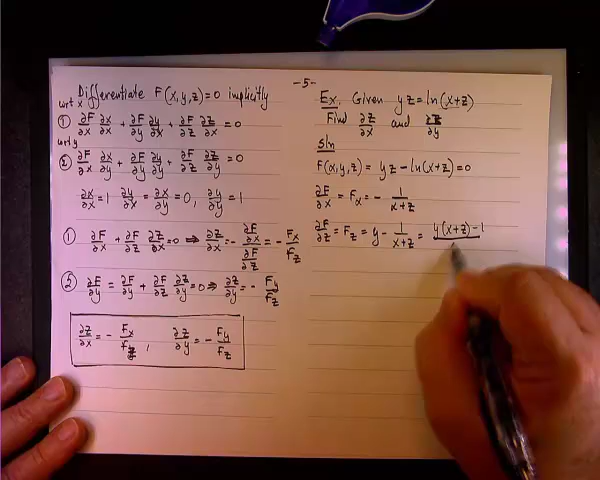 -5-
Differentiate F(x,y,z)=0 implicitly
wrt x
① ∂F/∂x ∂x/∂x + ∂F/∂y ∂y/∂x + ∂F/∂z ∂z/∂x = 0
wrt y
② ∂F/∂x ∂x/∂y + ∂F/∂y ∂y/∂y + ∂F/∂z ∂z/∂y = 0
∂x/∂x = 1 ∂y/∂x = ∂x/∂y = 0, ∂y/∂y = 1
① ∂F/∂x + ∂F/∂z ∂z/∂x = 0 ⇒ ∂z/∂x = - (∂F/∂x)/(∂F/∂z) = - Fx/Fz
② ∂F/∂y = ∂F/∂y + ∂F/∂z ∂z/∂y = 0 ⇒ ∂z/∂y = - Fy/Fz
∂z/∂x = - Fx/Fz , ∂z/∂y = - Fy/Fz
Ex. Given yz = ln(x+z)
Find ∂z/∂x and ∂z/∂y
Sln
F(x,y,z) = yz - ln(x+z) = 0
∂F/∂x = Fx = - 1/(x+z)
∂F/∂z = Fz = y - 1/(x+z) = y(x+z)-1